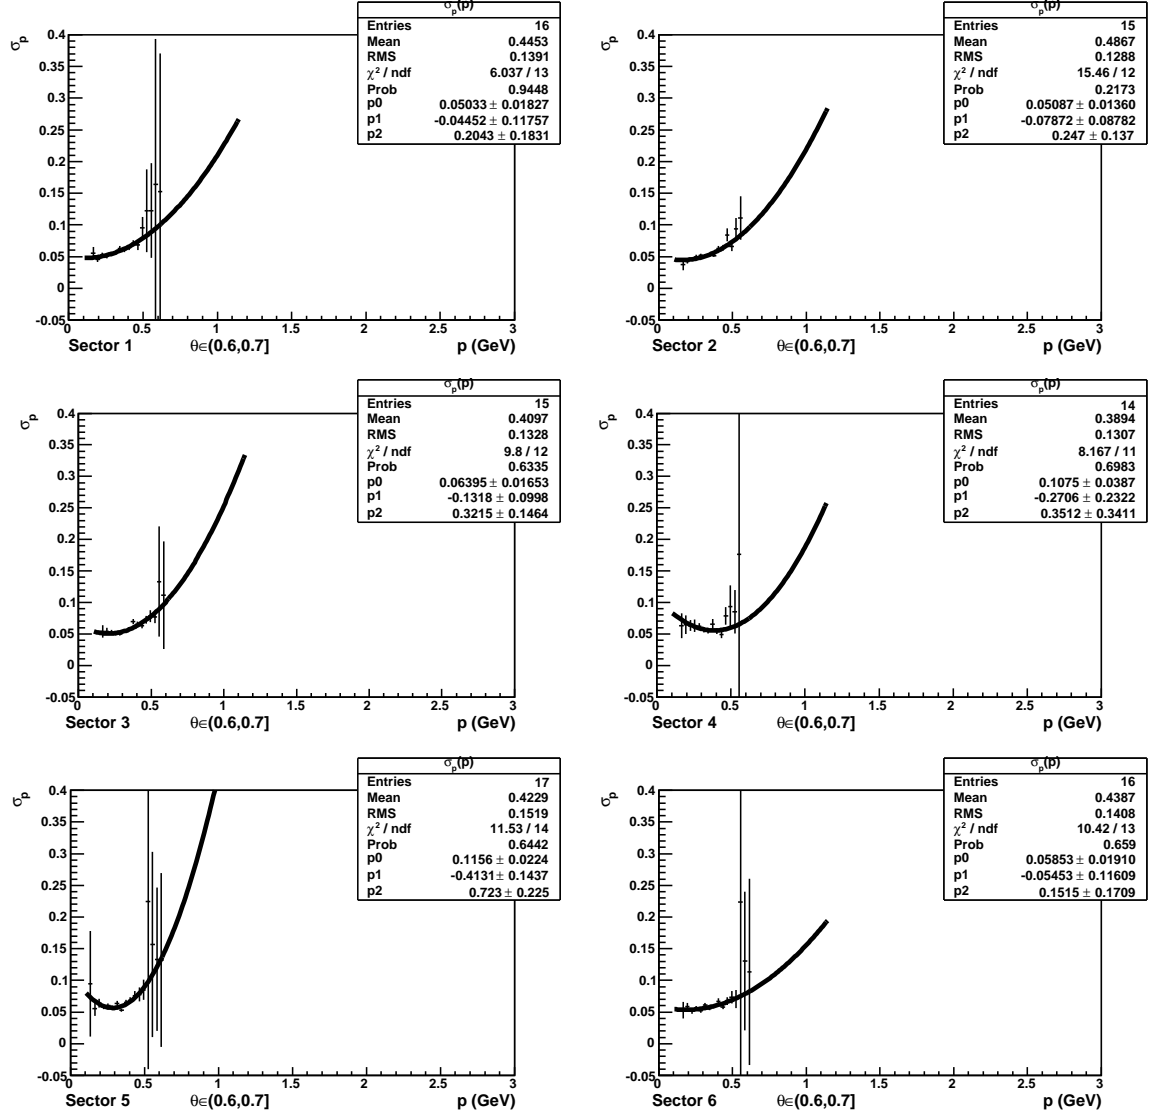 σp(p)
Entries 16
Mean 0.4453
RMS 0.1391
χ² / ndf 6.037 / 13
Prob 0.9448
p0 0.05033 ± 0.01827
p1 -0.04452 ± 0.11757
p2 0.2043 ± 0.1831
σp
0.4
0.35
0.3
0.25
0.2
0.15
0.1
0.05
0
-0.05
0 0.5 1 1.5 2 2.5 3
Sector 1 θ∈(0.6,0.7] p (GeV)
σp(p)
Entries 15
Mean 0.4867
RMS 0.1288
χ² / ndf 15.46 / 12
Prob 0.2173
p0 0.05087 ± 0.01360
p1 -0.07872 ± 0.08782
p2 0.247 ± 0.137
σp
0.4
0.35
0.3
0.25
0.2
0.15
0.1
0.05
0
-0.05
0 0.5 1 1.5 2 2.5 3
Sector 2 θ∈(0.6,0.7] p (GeV)
σp(p)
Entries 15
Mean 0.4097
RMS 0.1328
χ² / ndf 9.8 / 12
Prob 0.6335
p0 0.06395 ± 0.01653
p1 -0.1318 ± 0.0998
p2 0.3215 ± 0.1464
σp
0.4
0.35
0.3
0.25
0.2
0.15
0.1
0.05
0
-0.05
0 0.5 1 1.5 2 2.5 3
Sector 3 θ∈(0.6,0.7] p (GeV)
σp(p)
Entries 14
Mean 0.3894
RMS 0.1307
χ² / ndf 8.167 / 11
Prob 0.6983
p0 0.1075 ± 0.0387
p1 -0.2706 ± 0.2322
p2 0.3512 ± 0.3411
σp
0.4
0.35
0.3
0.25
0.2
0.15
0.1
0.05
0
-0.05
0 0.5 1 1.5 2 2.5 3
Sector 4 θ∈(0.6,0.7] p (GeV)
σp(p)
Entries 17
Mean 0.4229
RMS 0.1519
χ² / ndf 11.53 / 14
Prob 0.6442
p0 0.1156 ± 0.0224
p1 -0.4131 ± 0.1437
p2 0.723 ± 0.225
σp
0.4
0.35
0.3
0.25
0.2
0.15
0.1
0.05
0
-0.05
0 0.5 1 1.5 2 2.5 3
Sector 5 θ∈(0.6,0.7] p (GeV)
σp(p)
Entries 16
Mean 0.4387
RMS 0.1408
χ² / ndf 10.42 / 13
Prob 0.659
p0 0.05853 ± 0.01910
p1 -0.05453 ± 0.11609
p2 0.1515 ± 0.1709
σp
0.4
0.35
0.3
0.25
0.2
0.15
0.1
0.05
0
-0.05
0 0.5 1 1.5 2 2.5 3
Sector 6 θ∈(0.6,0.7] p (GeV)